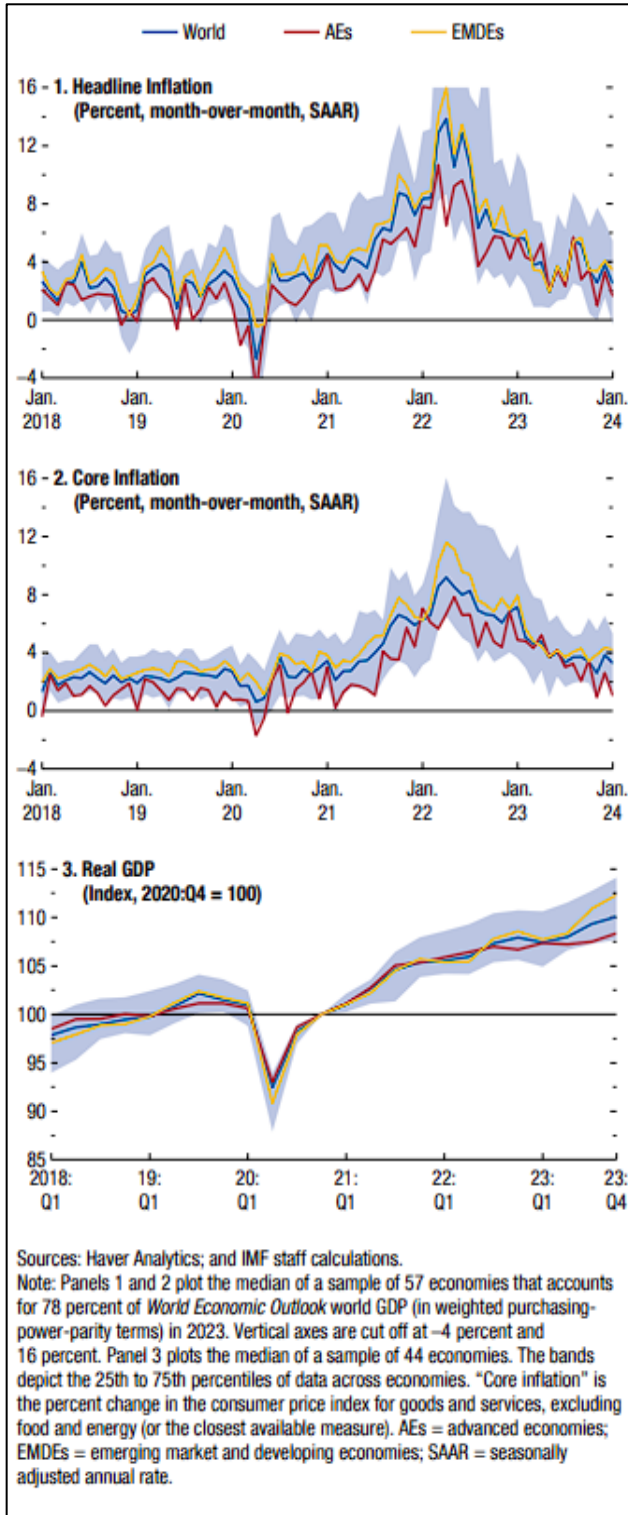 World AEs EMDEs
16 – 1. Headline Inflation
(Percent, month-over-month, SAAR)
12
8
4
0
–4
Jan. Jan. Jan. Jan. Jan. Jan. Jan.
2018 19 20 21 22 23 24
16 – 2. Core Inflation
(Percent, month-over-month, SAAR)
12
8
4
0
–4
Jan. Jan. Jan. Jan. Jan. Jan. Jan.
2018 19 20 21 22 23 24
115 – 3. Real GDP
(Index, 2020:Q4 = 100)
110
105
100
95
90
85
2018: 19: 20: 21: 22: 23: 23:
Q1 Q1 Q1 Q1 Q1 Q1 Q4
Sources: Haver Analytics; and IMF staff calculations.
Note: Panels 1 and 2 plot the median of a sample of 57 economies that accounts
for 78 percent of World Economic Outlook world GDP (in weighted purchasing-
power-parity terms) in 2023. Vertical axes are cut off at –4 percent and
16 percent. Panel 3 plots the median of a sample of 44 economies. The bands
depict the 25th to 75th percentiles of data across economies. “Core inflation” is
the percent change in the consumer price index for goods and services, excluding
food and energy (or the closest available measure). AEs = advanced economies;
EMDEs = emerging market and developing economies; SAAR = seasonally
adjusted annual rate.